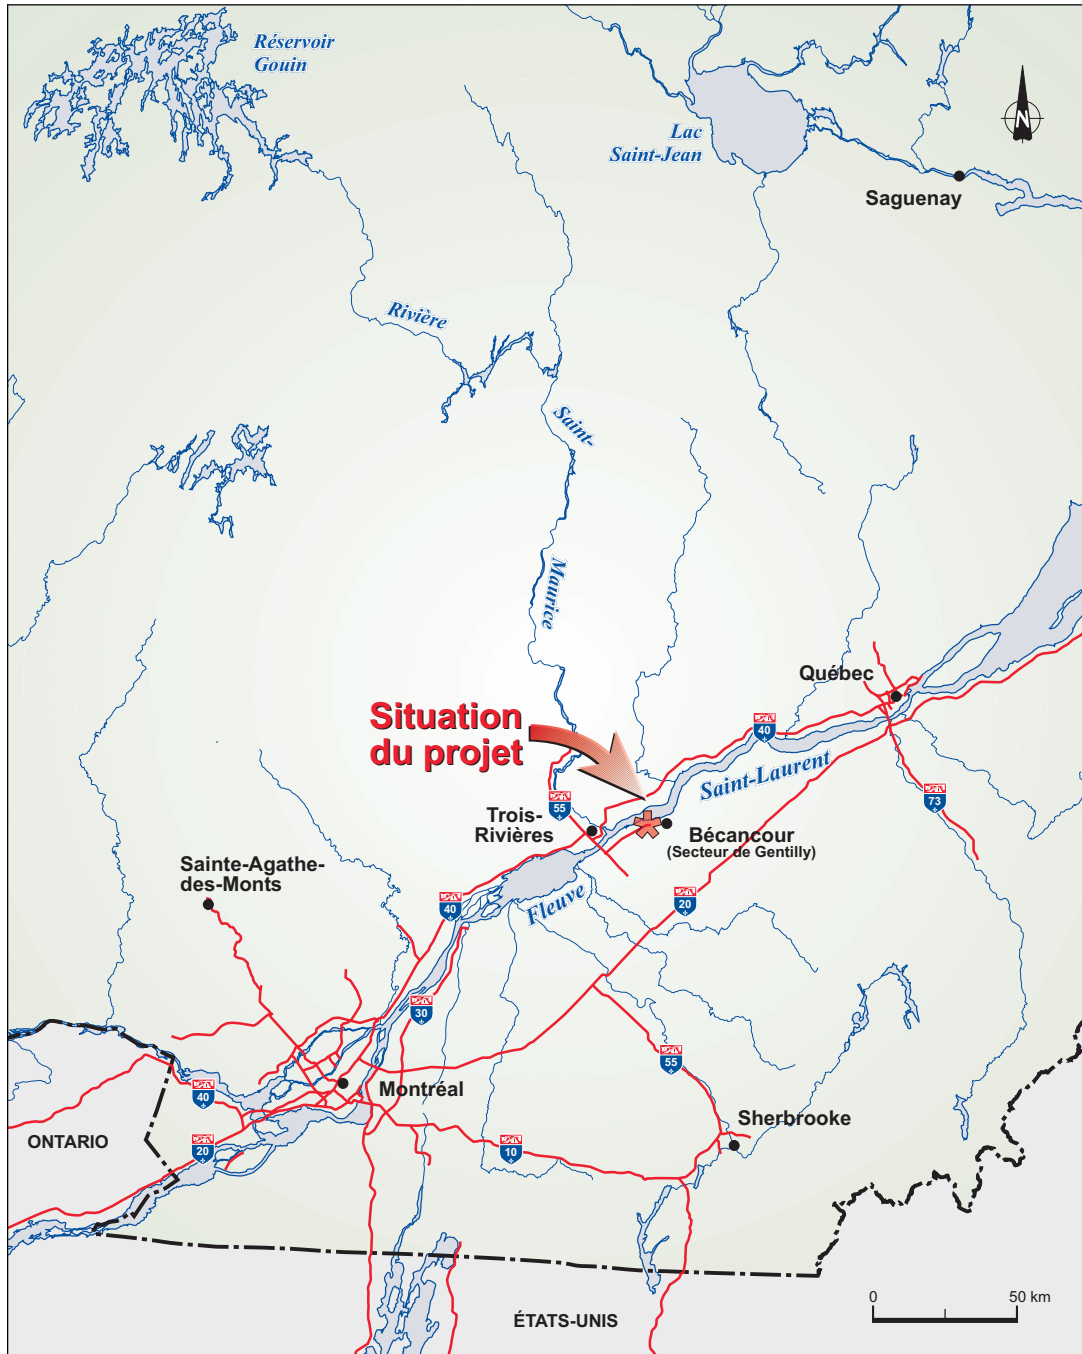 Réservoir
Gouin
Lac
Saint-Jean
N
Saguenay
Rivière
Saint-
Maurice
Québec
Situation
du projet
40
Saint-Laurent
55
73
Trois-
Rivières
Bécancour
(Secteur de Gentilly)
Sainte-Agathe-
des-Monts
40
Fleuve
20
30
55
40
Montréal
Sherbrooke
ONTARIO
20
10
0
50 km
ÉTATS-UNIS